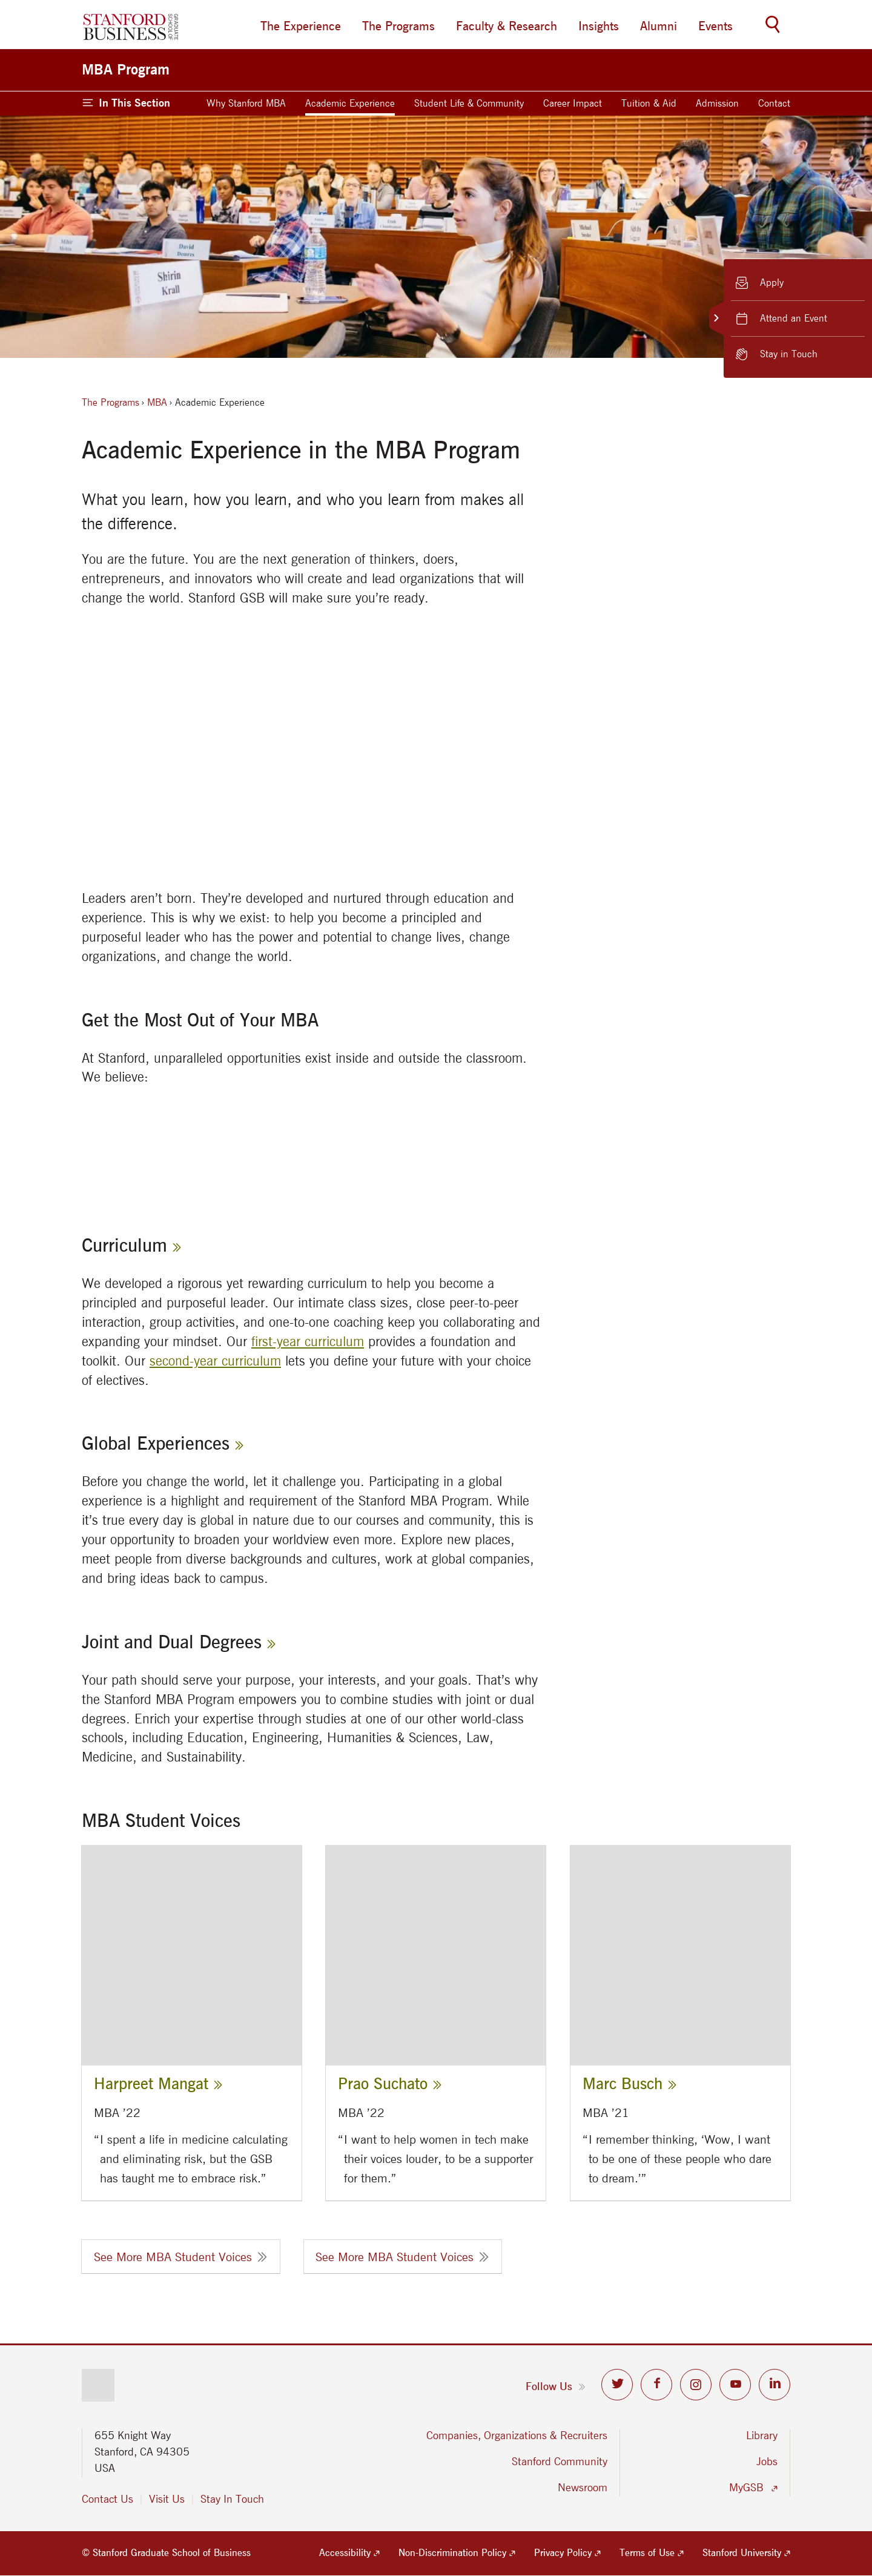 STANFORD
BUSINESS
GRADUATE
SCHOOL OF
The Experience
The Programs
Faculty & Research
Insights
Alumni
Events
MBA Program
In This Section
Why Stanford MBA
Academic Experience
Student Life & Community
Career Impact
Tuition & Aid
Admission
Contact
Shirin
Krall
Apply
Attend an Event
Stay in Touch
The Programs › MBA › Academic Experience
Academic Experience in the MBA Program
What you learn, how you learn, and who you learn from makes all
the difference.
You are the future. You are the next generation of thinkers, doers,
entrepreneurs, and innovators who will create and lead organizations that will
change the world. Stanford GSB will make sure you’re ready.
Leaders aren’t born. They’re developed and nurtured through education and
experience. This is why we exist: to help you become a principled and
purposeful leader who has the power and potential to change lives, change
organizations, and change the world.
Get the Most Out of Your MBA
At Stanford, unparalleled opportunities exist inside and outside the classroom.
We believe:
Curriculum »
We developed a rigorous yet rewarding curriculum to help you become a
principled and purposeful leader. Our intimate class sizes, close peer-to-peer
interaction, group activities, and one-to-one coaching keep you collaborating and
expanding your mindset. Our first-year curriculum provides a foundation and
toolkit. Our second-year curriculum lets you define your future with your choice
of electives.
Global Experiences »
Before you change the world, let it challenge you. Participating in a global
experience is a highlight and requirement of the Stanford MBA Program. While
it’s true every day is global in nature due to our courses and community, this is
your opportunity to broaden your worldview even more. Explore new places,
meet people from diverse backgrounds and cultures, work at global companies,
and bring ideas back to campus.
Joint and Dual Degrees »
Your path should serve your purpose, your interests, and your goals. That’s why
the Stanford MBA Program empowers you to combine studies with joint or dual
degrees. Enrich your expertise through studies at one of our other world-class
schools, including Education, Engineering, Humanities & Sciences, Law,
Medicine, and Sustainability.
MBA Student Voices
Harpreet Mangat »
MBA ’22
“I spent a life in medicine calculating
and eliminating risk, but the GSB
has taught me to embrace risk.”
Prao Suchato »
MBA ’22
“I want to help women in tech make
their voices louder, to be a supporter
for them.”
Marc Busch »
MBA ’21
“I remember thinking, ‘Wow, I want
to be one of these people who dare
to dream.’”
See More MBA Student Voices »
See More MBA Student Voices »
Follow Us »
655 Knight Way
Stanford, CA 94305
USA
Contact Us
Visit Us
Stay In Touch
Companies, Organizations & Recruiters
Stanford Community
Newsroom
Library
Jobs
MyGSB
© Stanford Graduate School of Business
Accessibility
Non-Discrimination Policy
Privacy Policy
Terms of Use
Stanford University